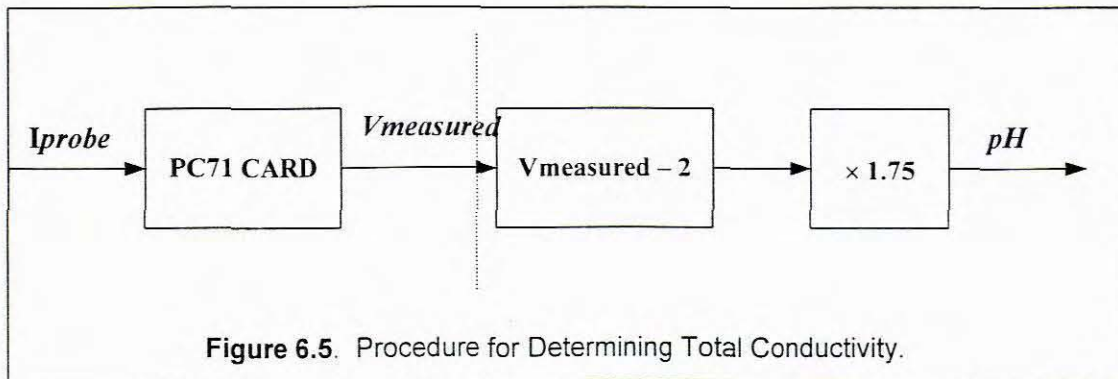 Iprobe
PC71 CARD
Vmeasured
Vmeasured – 2
× 1.75
pH
Figure 6.5. Procedure for Determining Total Conductivity.